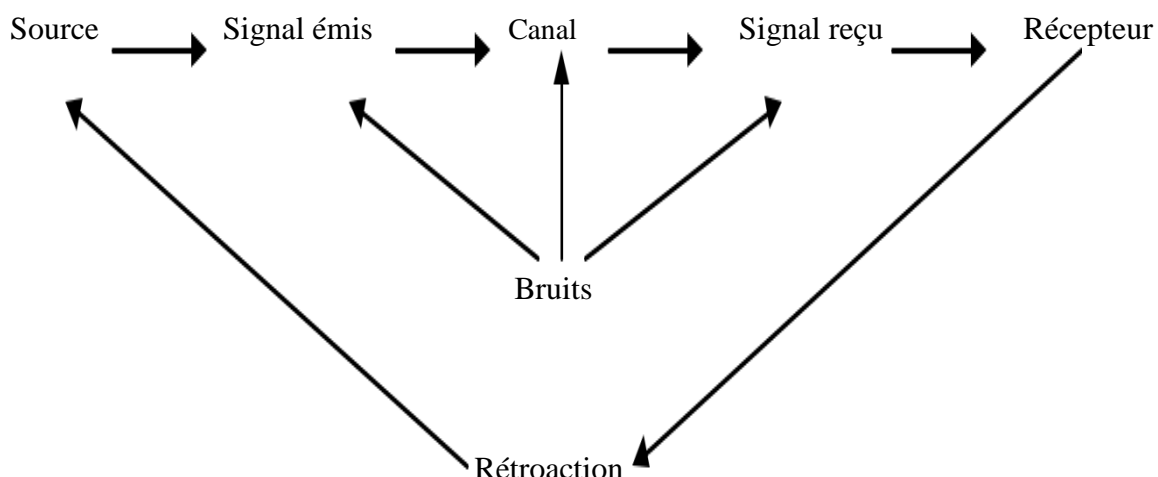 Source Signal émis Canal Signal reçu Récepteur
Bruits
Rétroaction